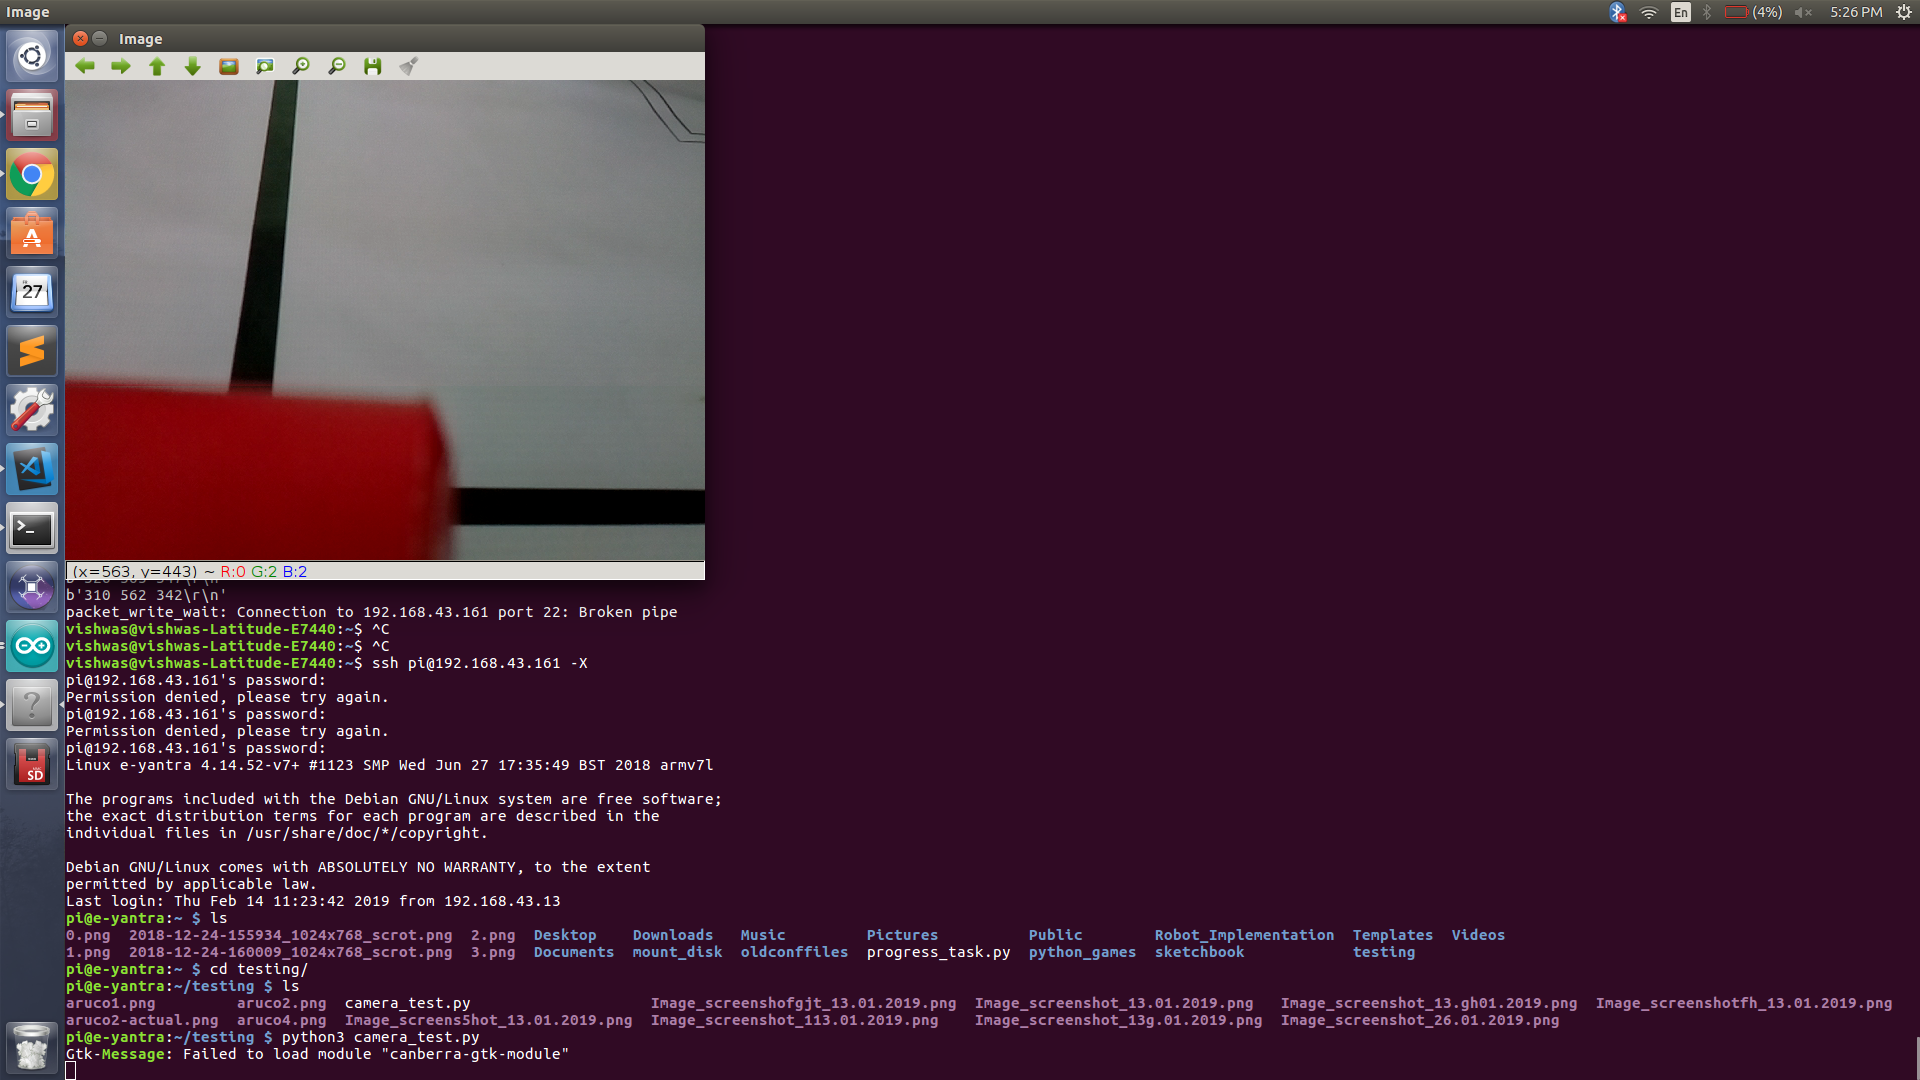 Image
En
(4%)
5:26 PM
Image
27
SD
(x=563, y=443) ~ R:0 G:2 B:2
b'310 562 342\r\n'
packet_write_wait: Connection to 192.168.43.161 port 22: Broken pipe
vishwas@vishwas-Latitude-E7440:~$ ^C
vishwas@vishwas-Latitude-E7440:~$ ^C
vishwas@vishwas-Latitude-E7440:~$ ssh pi@192.168.43.161 -X
pi@192.168.43.161's password:
Permission denied, please try again.
pi@192.168.43.161's password:
Permission denied, please try again.
pi@192.168.43.161's password:
Linux e-yantra 4.14.52-v7+ #1123 SMP Wed Jun 27 17:35:49 BST 2018 armv7l
The programs included with the Debian GNU/Linux system are free software;
the exact distribution terms for each program are described in the
individual files in /usr/share/doc/*/copyright.
Debian GNU/Linux comes with ABSOLUTELY NO WARRANTY, to the extent
permitted by applicable law.
Last login: Thu Feb 14 11:23:42 2019 from 192.168.43.13
pi@e-yantra:~ $ ls
0.png 2018-12-24-155934_1024x768_scrot.png 2.png Desktop Downloads Music Pictures Public Robot_Implementation Templates Videos
1.png 2018-12-24-160009_1024x768_scrot.png 3.png Documents mount_disk oldconffiles progress_task.py python_games sketchbook testing
pi@e-yantra:~ $ cd testing/
pi@e-yantra:~/testing $ ls
aruco1.png aruco2.png camera_test.py Image_screenshofgjt_13.01.2019.png Image_screenshot_13.01.2019.png Image_screenshot_13.gh01.2019.png Image_screenshotfh_13.01.2019.png
aruco2-actual.png aruco4.png Image_screens5hot_13.01.2019.png Image_screenshot_113.01.2019.png Image_screenshot_13g.01.2019.png Image_screenshot_26.01.2019.png
pi@e-yantra:~/testing $ python3 camera_test.py
Gtk-Message: Failed to load module "canberra-gtk-module"